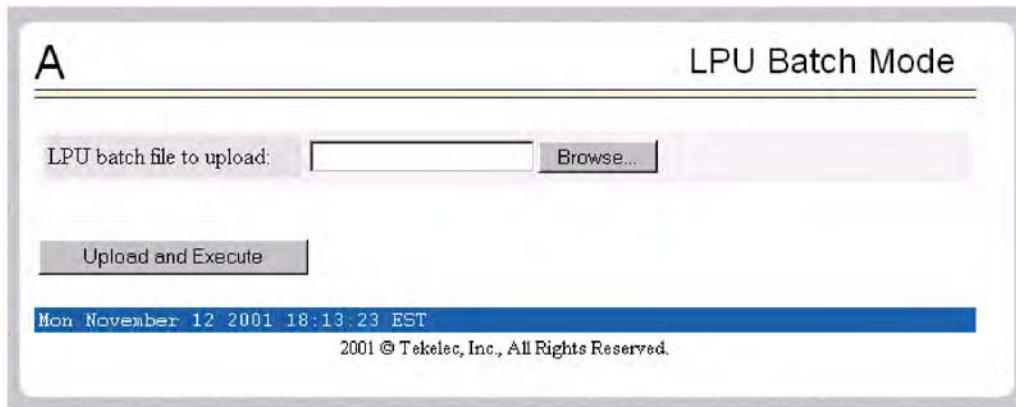 A LPU Batch Mode
LPU batch file to upload: Browse...
Upload and Execute
Mon November 12 2001 18:13:23 EST
2001 © Tekelec, Inc., All Rights Reserved.